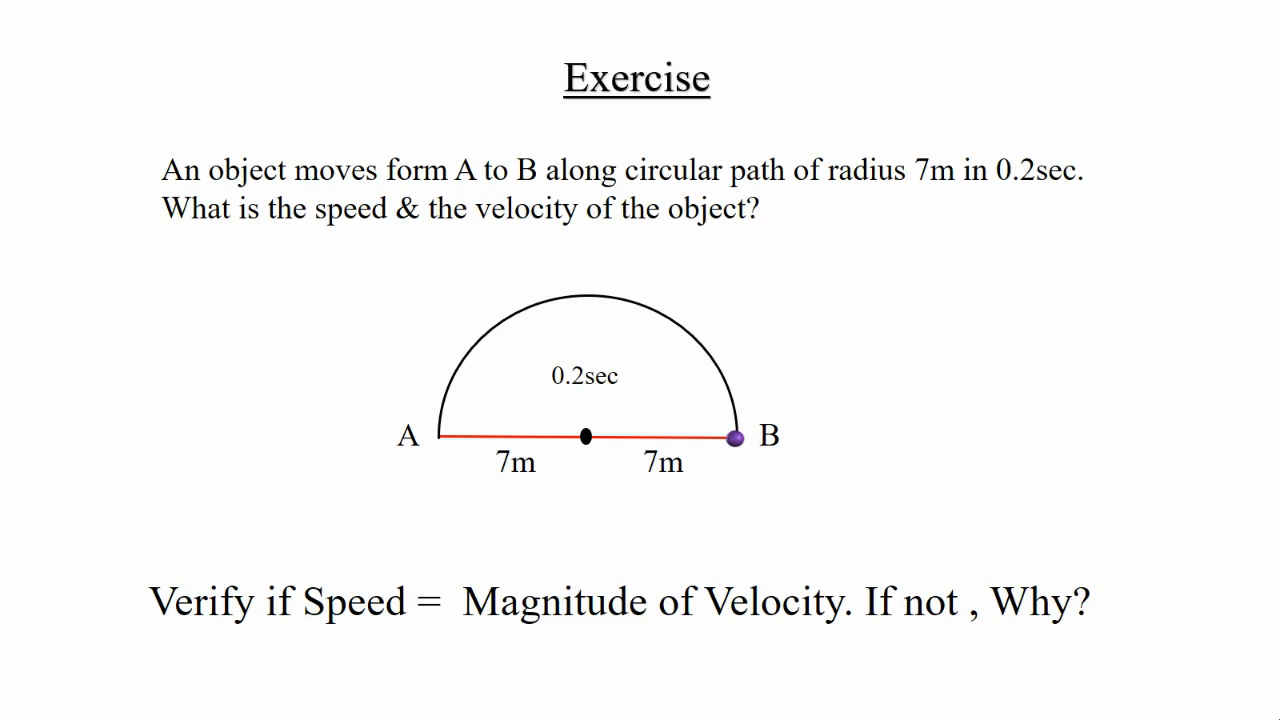 Exercise
An object moves form A to B along circular path of radius 7m in 0.2sec.
What is the speed & the velocity of the object?
0.2sec
A
B
7m
7m
Verify if Speed = Magnitude of Velocity. If not , Why?